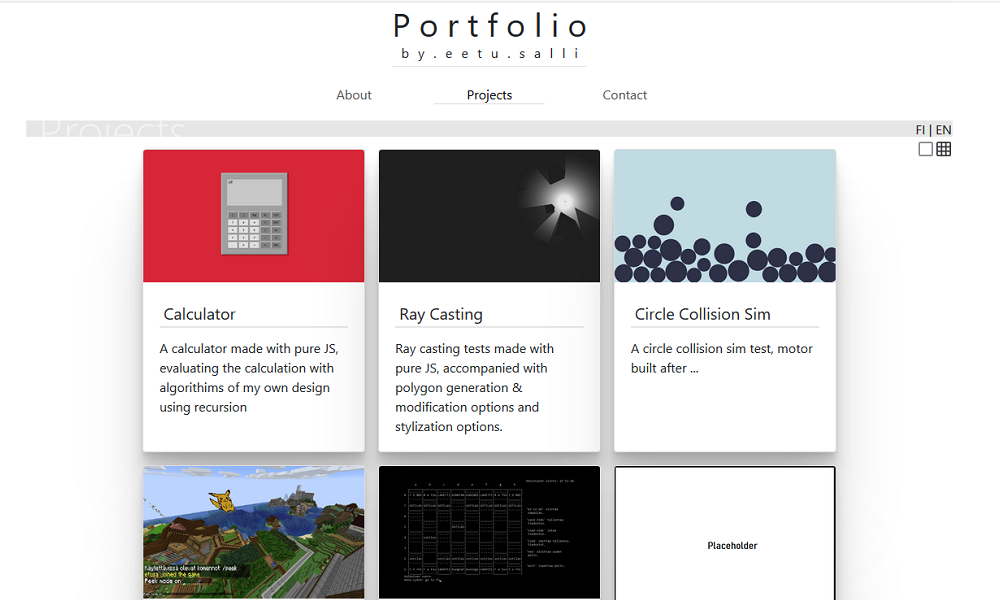 Portfolio
by.eetu.salli
About Projects Contact
Projects
FI | EN
Calculator
A calculator made with pure JS,
evaluating the calculation with
algorithims of my own design
using recursion
Ray Casting
Ray casting tests made with
pure JS, accompanied with
polygon generation &
modification options and
stylization options.
Circle Collision Sim
A circle collision sim test, motor
built after ...
Käytettävissä olevat komennot /peek
etusa joined the game
Peek mode on
Placeholder